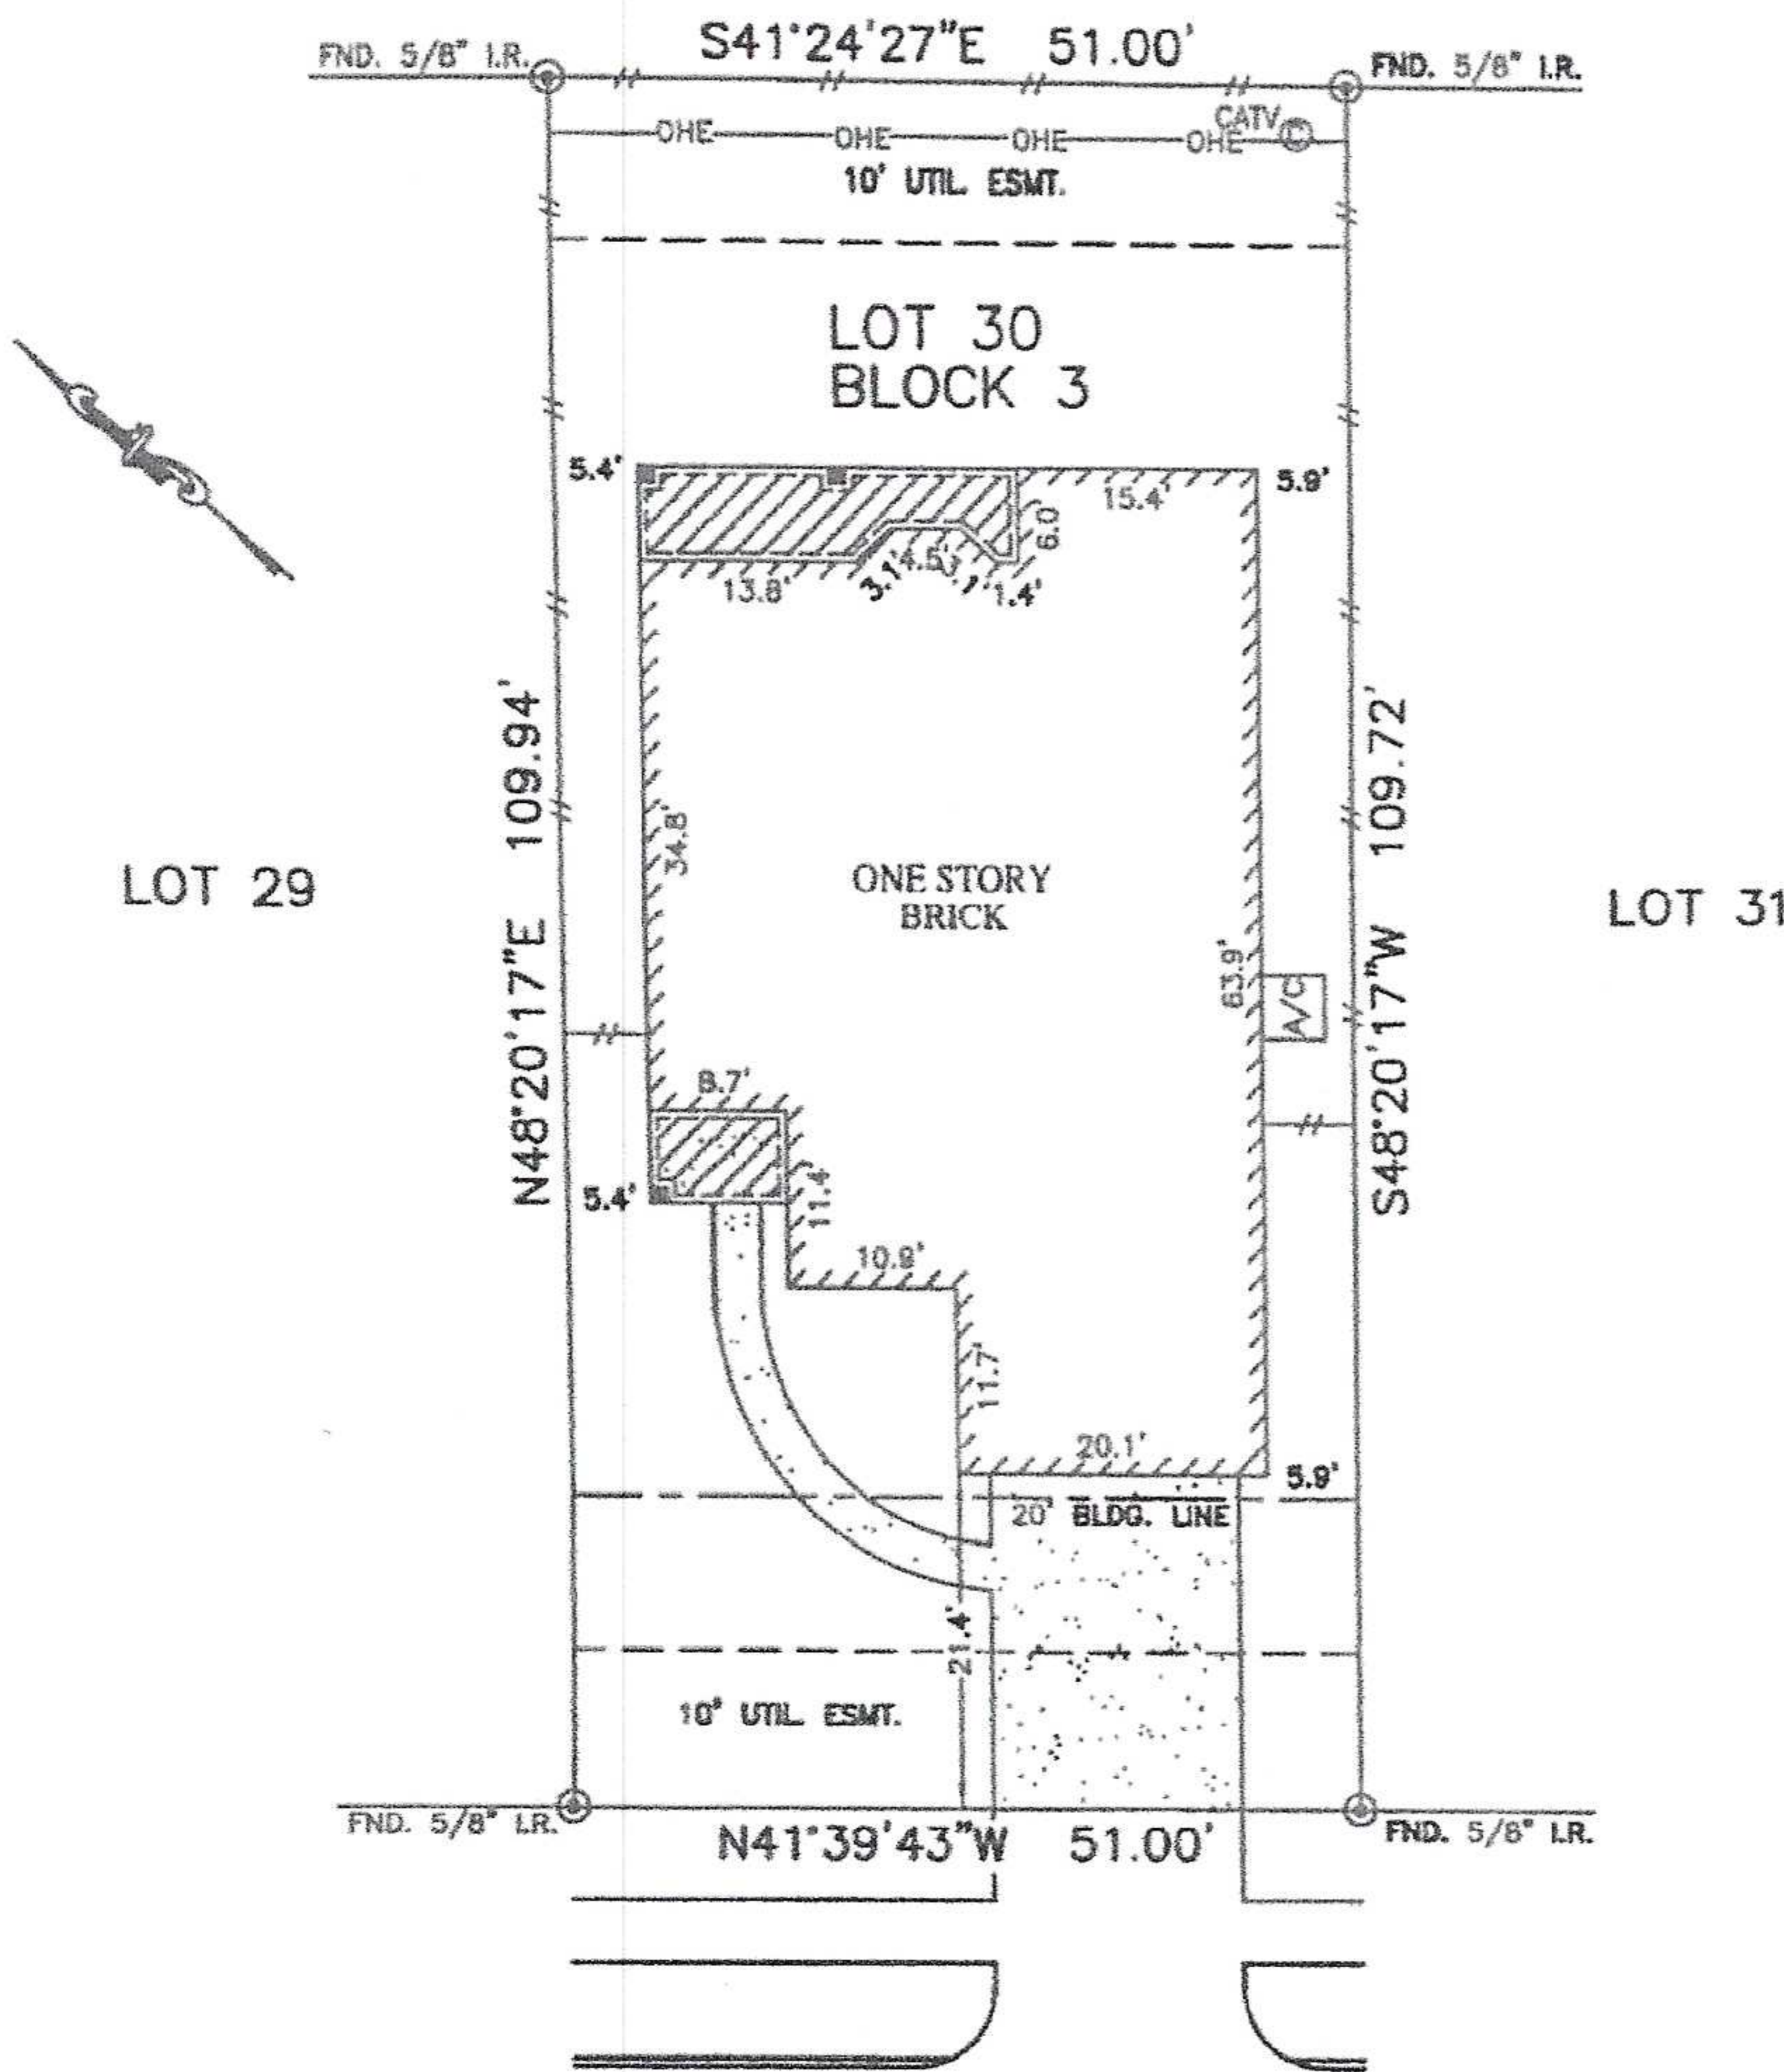 S41°24'27"E 51.00'
FND. 5/8" I.R.
FND. 5/8" I.R.
CATV C
OHE OHE OHE OHE
10' UTIL. ESMT.
LOT 30
BLOCK 3
5.4'
15.4'
5.9'
6.0'
13.8'
3.1'
4.5'
1.4'
N48°20'17"E 109.94'
34.8'
S48°20'17"W 109.72'
LOT 29
ONE STORY
BRICK
LOT 31
63.9'
A/C
8.7'
5.4'
11.4'
10.9'
11.7'
20.1'
5.9'
20' BLDG. LINE
21.4'
10' UTIL. ESMT.
FND. 5/8" I.R.
N41°39'43"W 51.00'
FND. 5/8" I.R.